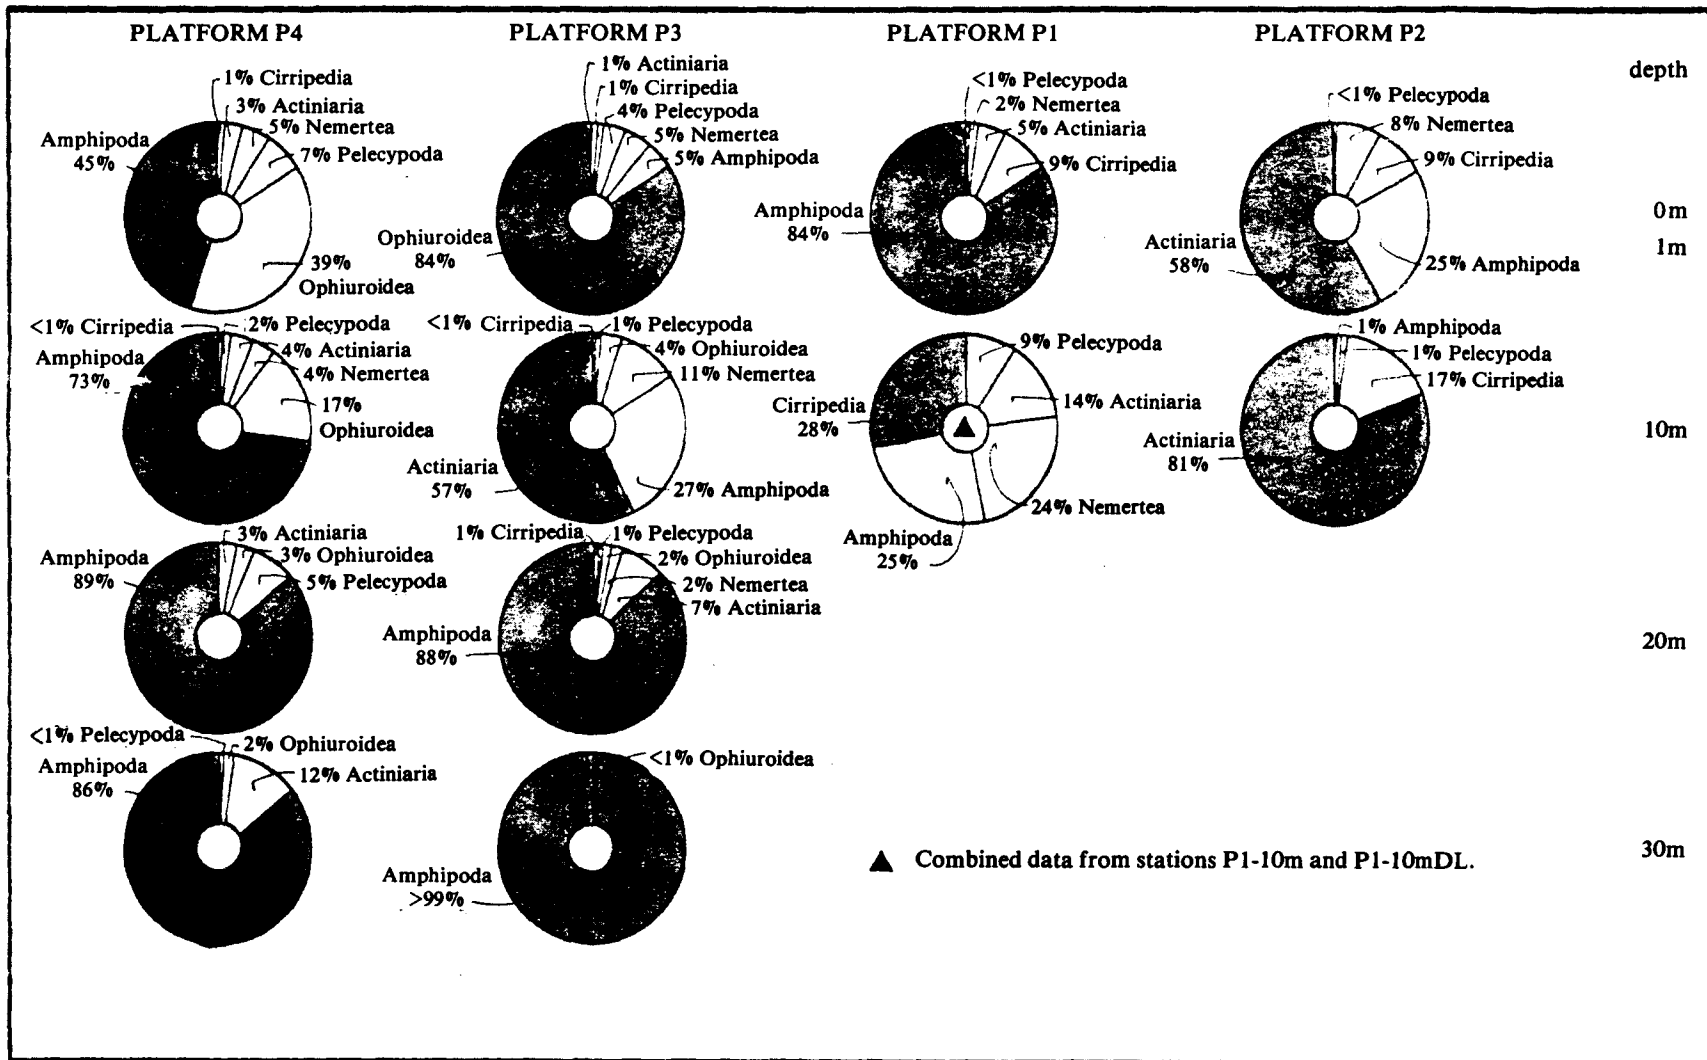 PLATFORM P4
PLATFORM P3
PLATFORM P1
PLATFORM P2
depth
1% Cirripedia
3% Actiniaria
5% Nemertea
7% Pelecypoda
Amphipoda
45%
39%
Ophiuroidea
1% Actiniaria
1% Cirripedia
4% Pelecypoda
5% Nemertea
5% Amphipoda
Ophiuroidea
84%
<1% Pelecypoda
2% Nemertea
5% Actiniaria
9% Cirripedia
Amphipoda
84%
<1% Pelecypoda
8% Nemertea
9% Cirripedia
Actiniaria
58%
25% Amphipoda
0m
1m
<1% Cirripedia
2% Pelecypoda
4% Actiniaria
4% Nemertea
Amphipoda
73%
17%
Ophiuroidea
<1% Cirripedia
1% Pelecypoda
4% Ophiuroidea
11% Nemertea
Actiniaria
57%
27% Amphipoda
9% Pelecypoda
14% Actiniaria
Cirripedia
28%
24% Nemertea
Amphipoda
25%
1% Amphipoda
1% Pelecypoda
17% Cirripedia
Actiniaria
81%
10m
3% Actiniaria
3% Ophiuroidea
5% Pelecypoda
Amphipoda
89%
1% Cirripedia
1% Pelecypoda
2% Ophiuroidea
2% Nemertea
7% Actiniaria
Amphipoda
88%
20m
<1% Pelecypoda
2% Ophiuroidea
12% Actiniaria
Amphipoda
86%
<1% Ophiuroidea
Amphipoda
>99%
30m
▲ Combined data from stations P1-10m and P1-10mDL.